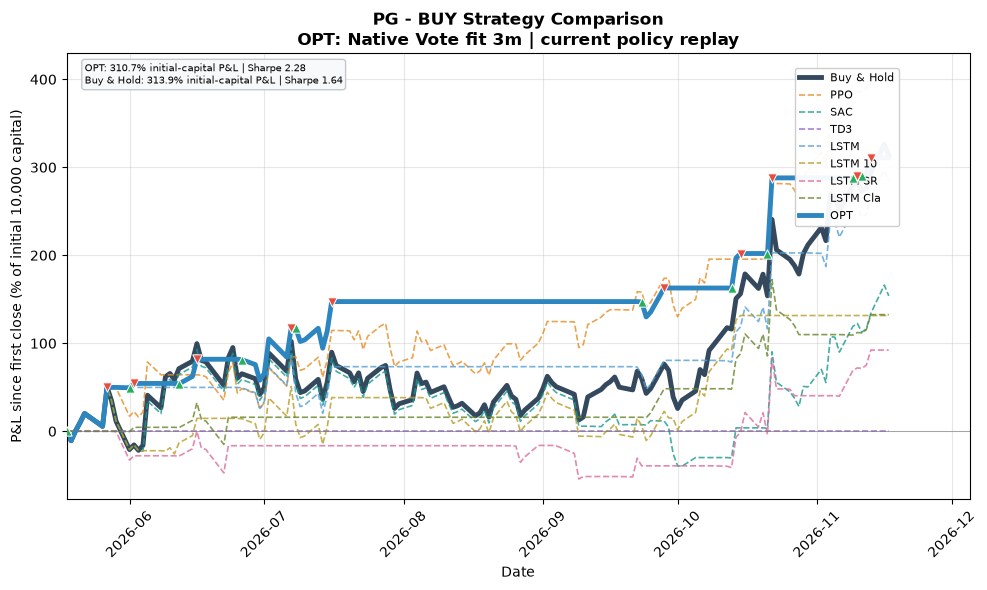 PG - BUY Strategy Comparison
OPT: Native Vote fit 3m | current policy replay
OPT: 310.7% initial-capital P&L | Sharpe 2.28
Buy & Hold: 313.9% initial-capital P&L | Sharpe 1.64
Buy & Hold
PPO
SAC
TD3
LSTM
LSTM 10
LSTM GR
LSTM Cla
OPT
P&L since first close (% of initial 10,000 capital)
400
300
200
100
0
2026-06
2026-07
2026-08
2026-09
2026-10
2026-11
2026-12
Date